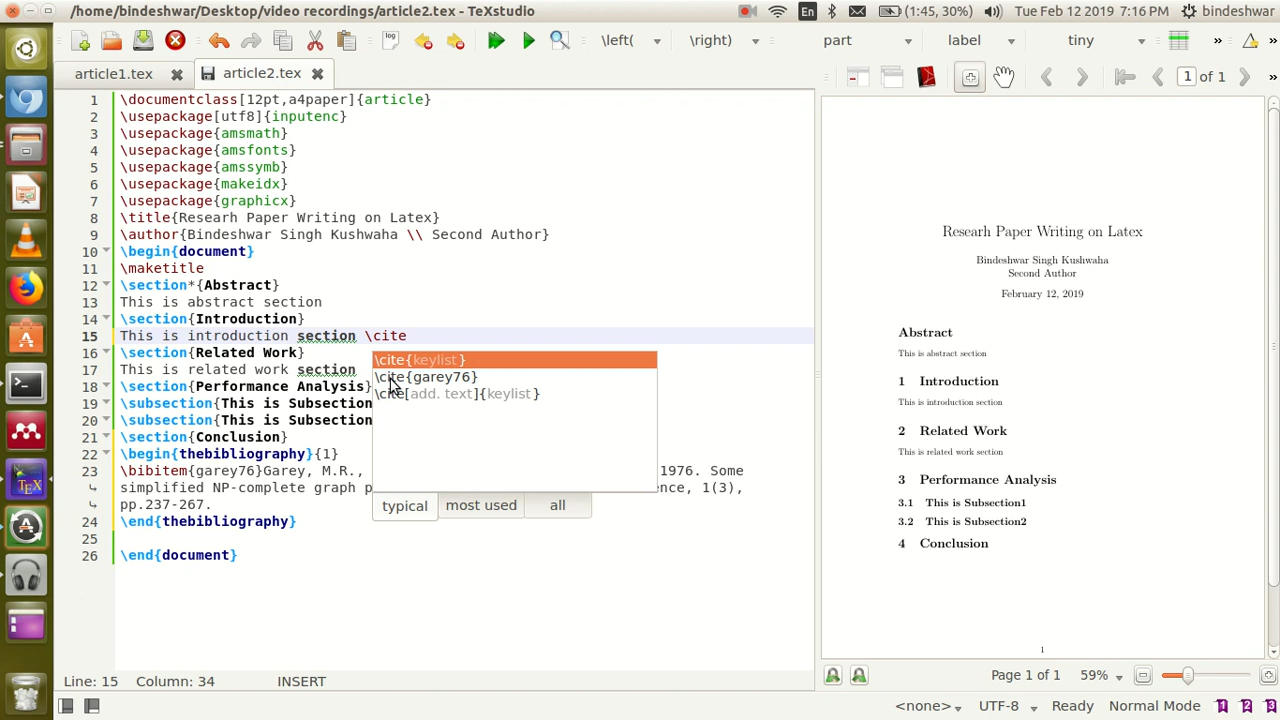 /home/bindeshwar/Desktop/video recordings/article2.tex - TeXstudio
En
(1:45, 30%)
Tue Feb 12 2019 7:16 PM
bindeshwar
log
\left(
\right)
part
label
tiny
»
»
article1.tex
article2.tex
1 of 1
»
1 \documentclass[12pt,a4paper]{article}
2 \usepackage[utf8]{inputenc}
3 \usepackage{amsmath}
4 \usepackage{amsfonts}
5 \usepackage{amssymb}
6 \usepackage{makeidx}
7 \usepackage{graphicx}
8 \title{Researh Paper Writing on Latex}
9 \author{Bindeshwar Singh Kushwaha \\ Second Author}
10 \begin{document}
11 \maketitle
12 \section*{Abstract}
13 This is abstract section
14 \section{Introduction}
15 This is introduction section \cite
16 \section{Related Work}
17 This is related work section
18 \section{Performance Analysis}
19 \subsection{This is Subsection
20 \subsection{This is Subsection
21 \section{Conclusion}
22 \begin{thebibliography}{1}
23 \bibitem{garey76}Garey, M.R., 1976. Some
simplified NP-complete graph p ence, 1(3),
pp.237-267.
24 \end{thebibliography}
25
26 \end{document}
\cite{keylist}
\cite{garey76}
\cite[add. text]{keylist}
typical
most used
all
Researh Paper Writing on Latex
Bindeshwar Singh Kushwaha
Second Author
February 12, 2019
Abstract
This is abstract section
1 Introduction
This is introduction section
2 Related Work
This is related work section
3 Performance Analysis
3.1 This is Subsection1
3.2 This is Subsection2
4 Conclusion
1
Page 1 of 1
59%
Line: 15
Column: 34
INSERT
<none>
UTF-8
Ready
Normal Mode
1
2
3